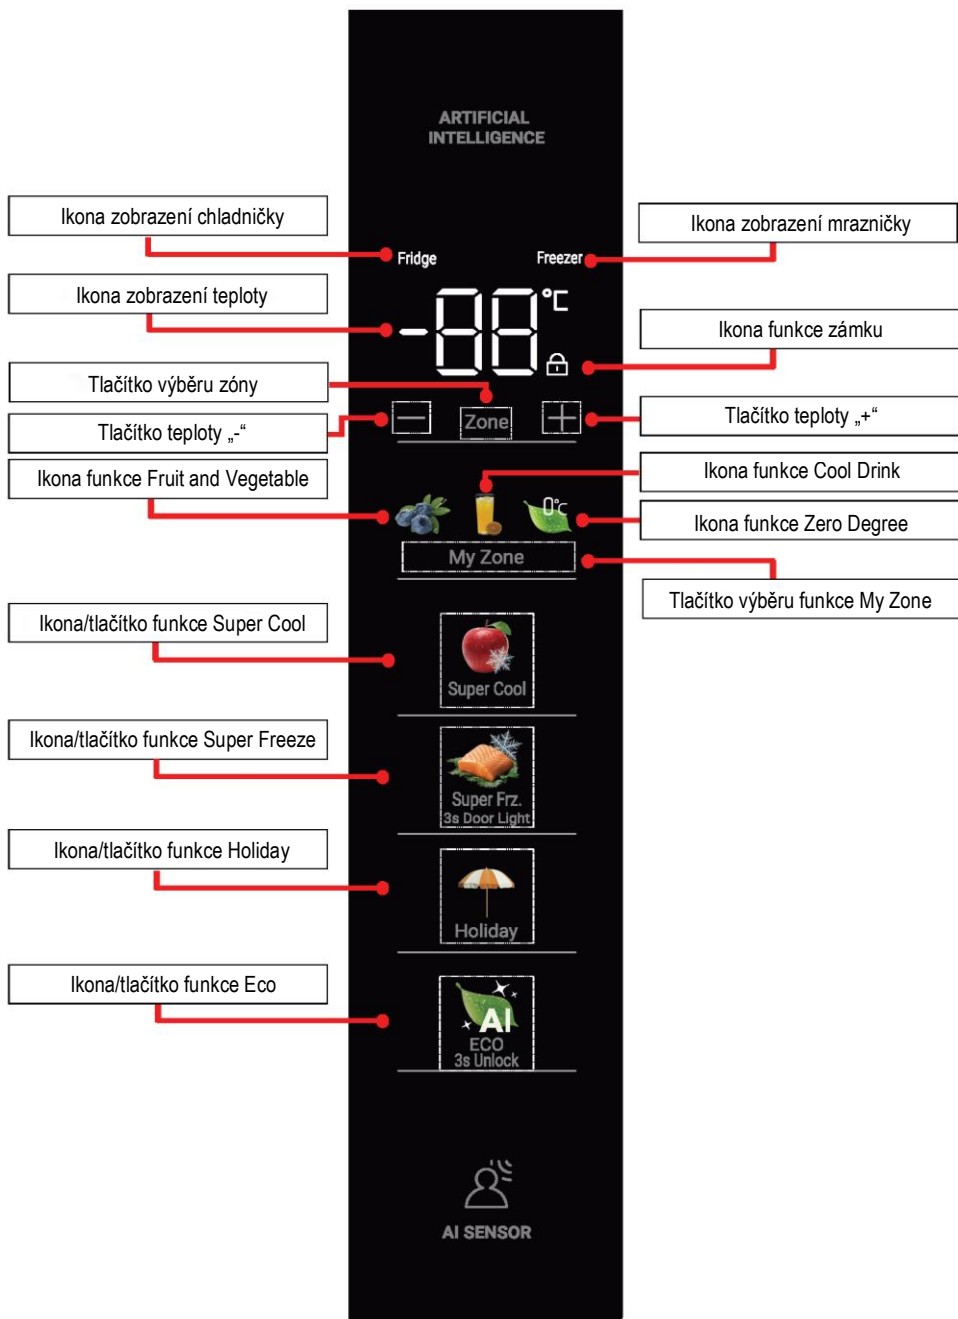 ARTIFICIAL
INTELLIGENCE
Ikona zobrazení chladničky
Ikona zobrazení mrazničky
Fridge
Freezer
Ikona zobrazení teploty
-88 °C
Ikona funkce zámku
Tlačítko výběru zóny
Tlačítko teploty „-“
Zone
Tlačítko teploty „+“
Ikona funkce Fruit and Vegetable
Ikona funkce Cool Drink
0°c
Ikona funkce Zero Degree
My Zone
Tlačítko výběru funkce My Zone
Ikona/tlačítko funkce Super Cool
Super Cool
Ikona/tlačítko funkce Super Freeze
Super Frz.
3s Door Light
Ikona/tlačítko funkce Holiday
Holiday
Ikona/tlačítko funkce Eco
AI
ECO
3s Unlock
AI SENSOR